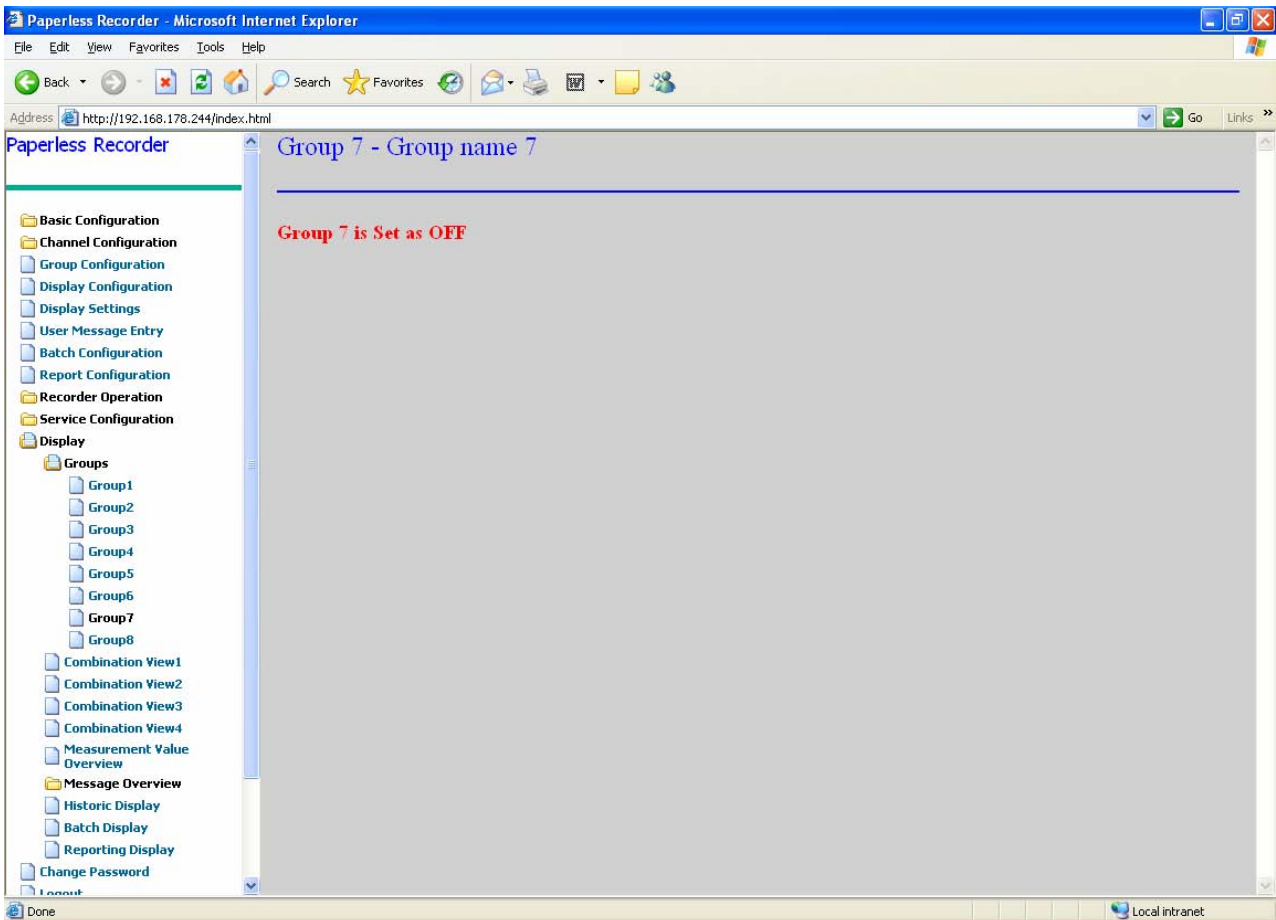 Paperless Recorder - Microsoft Internet Explorer
File Edit View Favorites Tools Help
Back Search Favorites
Address http://192.168.178.244/index.html Go Links »
Paperless Recorder
Basic Configuration
Channel Configuration
Group Configuration
Display Configuration
Display Settings
User Message Entry
Batch Configuration
Report Configuration
Recorder Operation
Service Configuration
Display
Groups
Group1
Group2
Group3
Group4
Group5
Group6
Group7
Group8
Combination View1
Combination View2
Combination View3
Combination View4
Measurement Value
Overview
Message Overview
Historic Display
Batch Display
Reporting Display
Change Password
Logout
Group 7 - Group name 7
Group 7 is Set as OFF
Done Local intranet